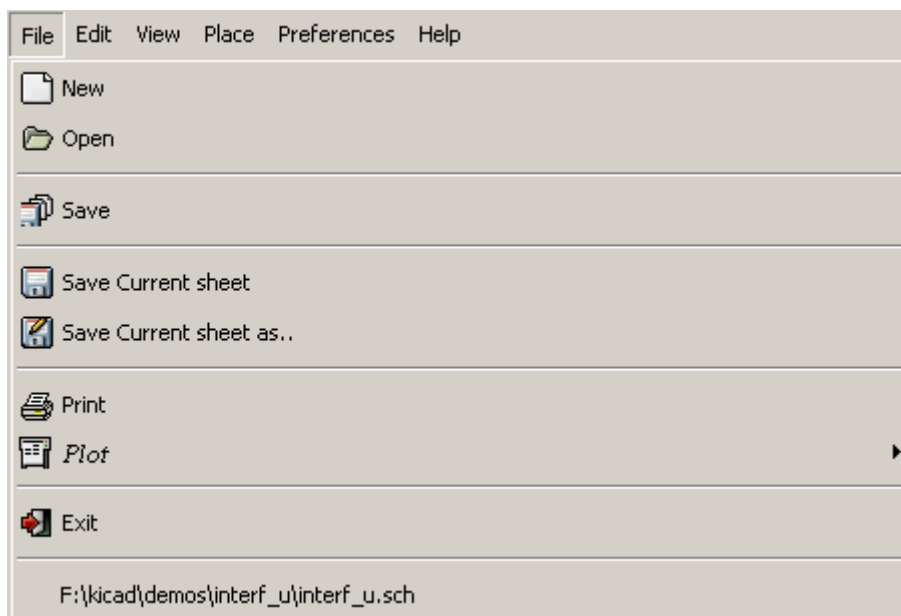 File Edit View Place Preferences Help
New
Open
Save
Save Current sheet
Save Current sheet as..
Print
Plot
Exit
F:\kicad\demos\interf_u\interf_u.sch